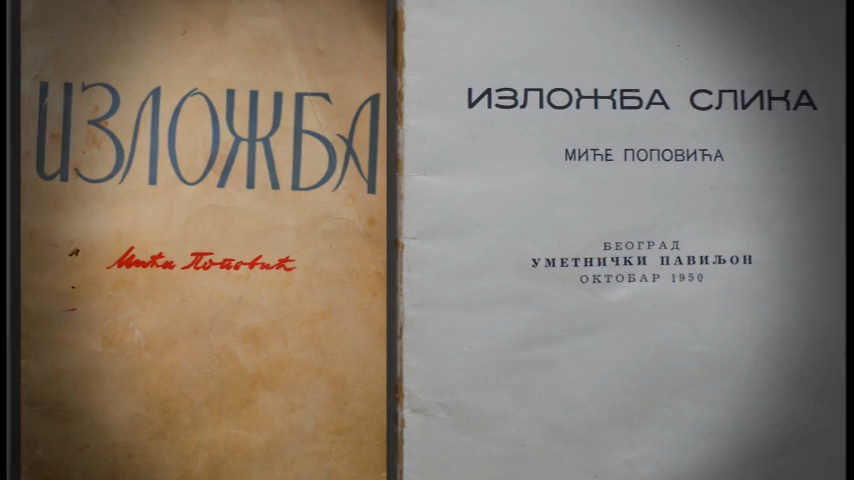 ИЗЛОЖБА
Мића Поповић
ИЗЛОЖБА СЛИКА
МИЋЕ ПОПОВИЋА
БЕОГРАД
УМЕТНИЧКИ ПАВИЉОН
ОКТОБАР 1950